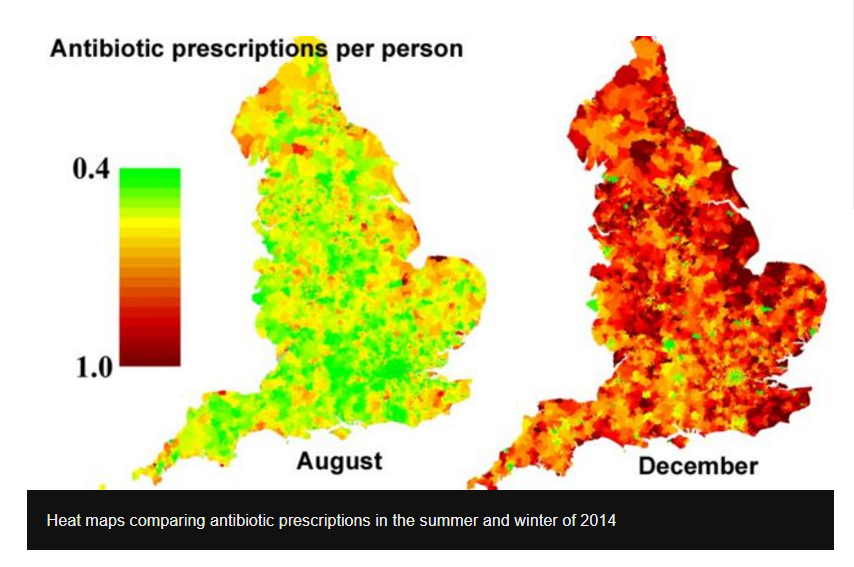 Antibiotic prescriptions per person
0.4
1.0
August
December
Heat maps comparing antibiotic prescriptions in the summer and winter of 2014